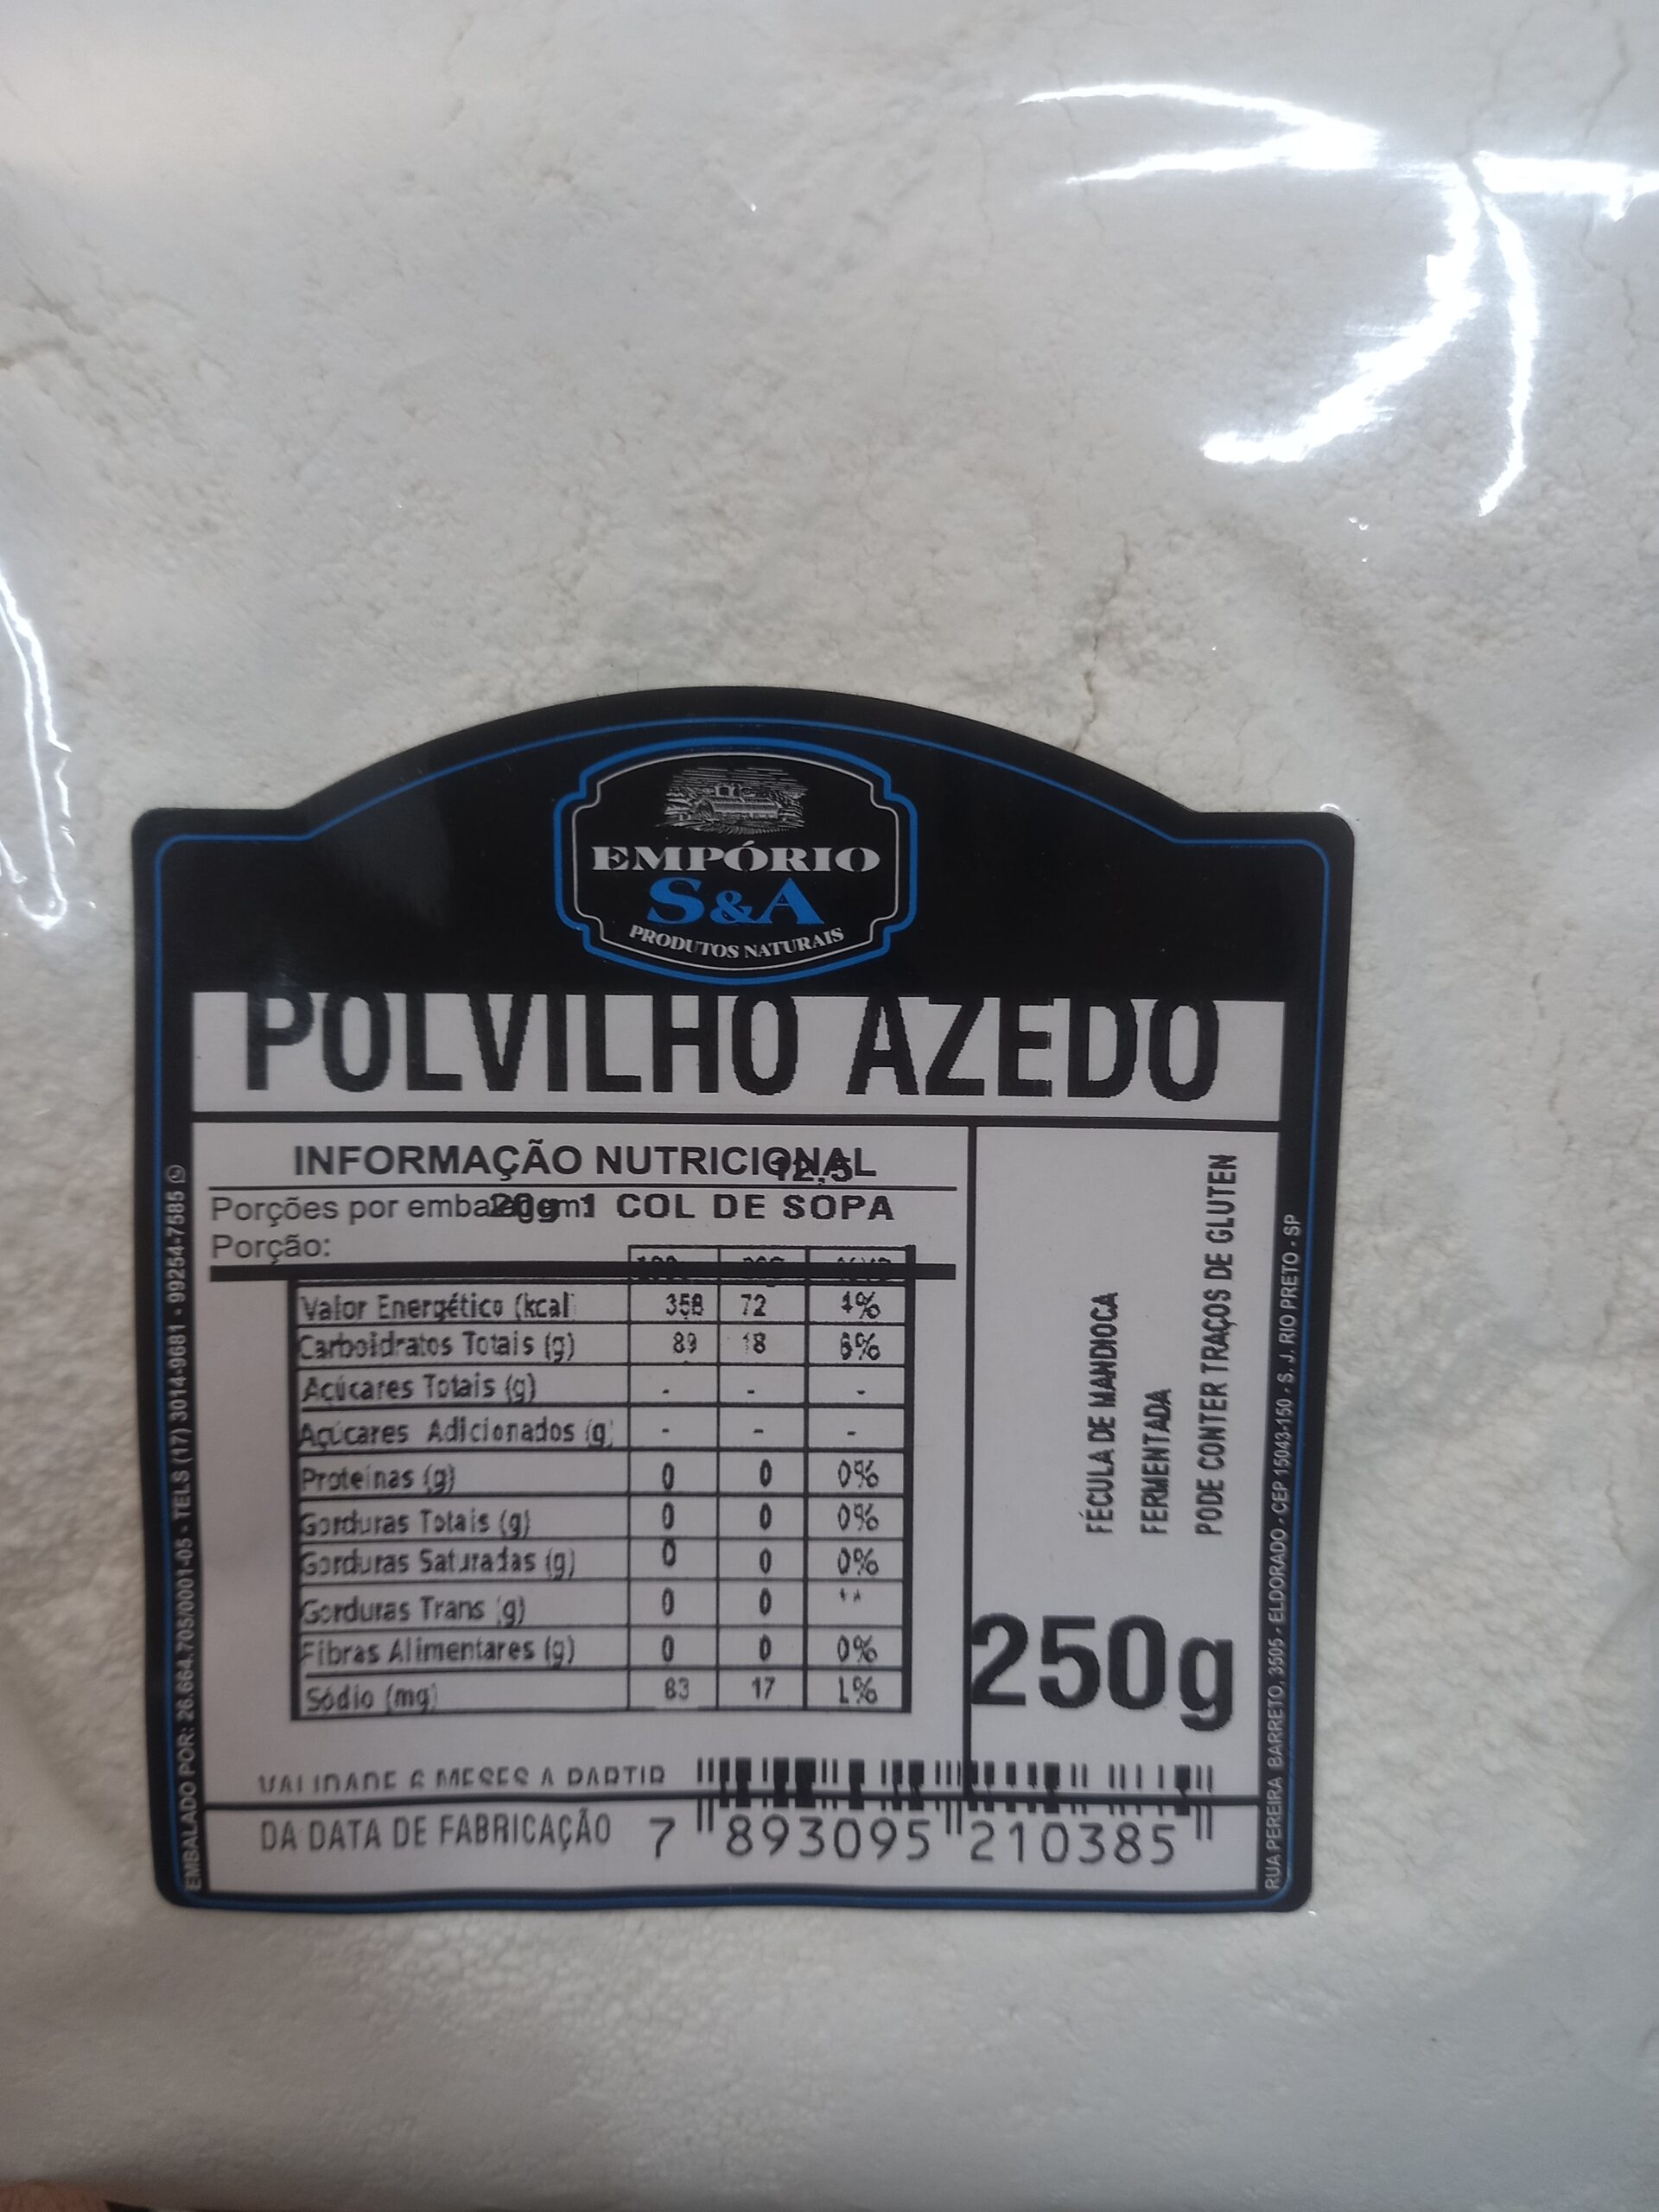 EMPÓRIO
S&A
PRODUTOS NATURAIS
POLVILHO AZEDO
INFORMAÇÃO NUTRICIONAL
12,5
Porções por embalagem:
20g 1 COL DE SOPA
Porção:
Valor Energético (kcal) 358 72 4%
Carboidratos Totais (g) 89 18 6%
Açúcares Totais (g) - - -
Açúcares Adicionados (g) - - -
Proteínas (g) 0 0 0%
Gorduras Totais (g) 0 0 0%
Gorduras Saturadas (g) 0 0 0%
Gorduras Trans (g) 0 0 **
Fibras Alimentares (g) 0 0 0%
Sódio (mg) 83 17 1%
FÉCULA DE MANDIOCA
FERMENTADA
PODE CONTER TRAÇOS DE GLUTEN
250g
VALIDADE 6 MESES A PARTIR
DA DATA DE FABRICAÇÃO
7 893095 210385
EMBALADO POR: 26.664.703/0001-05 - TELS (17) 3014-9681 - 99254-7585
RUA PEREIRA BARRETO, 3505 - ELDORADO - CEP 15043-150 - S. J. RIO PRETO - SP